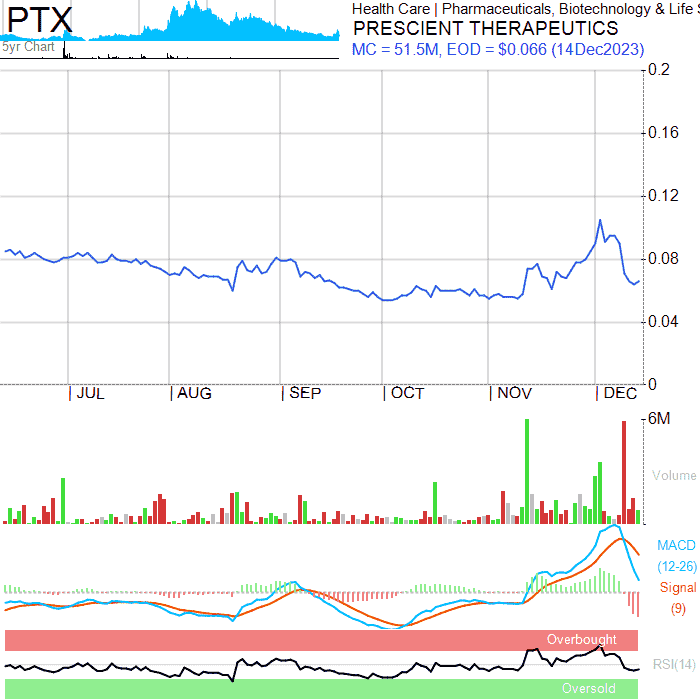 PTX
5yr Chart
Health Care | Pharmaceuticals, Biotechnology & Life S
PRESCIENT THERAPEUTICS
MC = 51.5M, EOD = $0.066 (14Dec2023)
0.2
0.16
0.12
0.08
0.04
0
JUL AUG SEP OCT NOV DEC
6M
Volume
MACD
(12-26)
Signal
(9)
Overbought
RSI(14)
Oversold